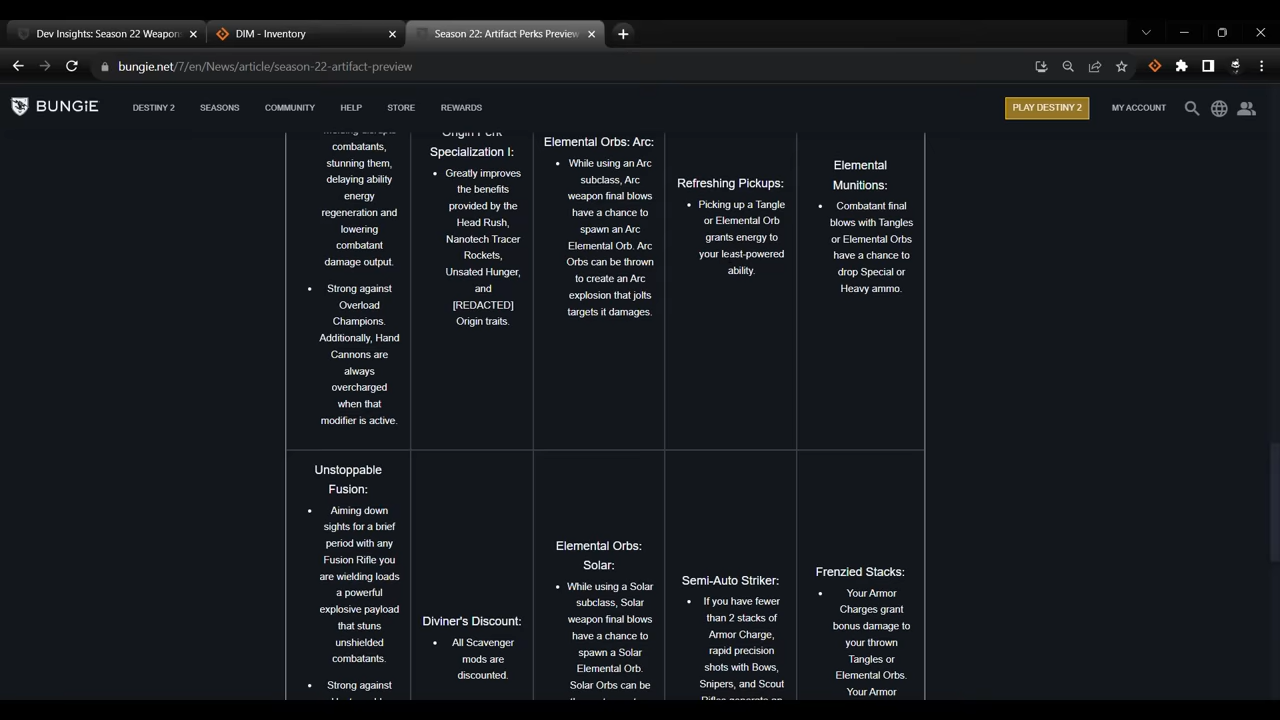 Dev Insights: Season 22 Weapon
DIM - Inventory
Season 22: Artifact Perks Preview
bungie.net/7/en/News/article/season-22-artifact-preview
BUNGiE
DESTINY 2
SEASONS
COMMUNITY
HELP
STORE
REWARDS
PLAY DESTINY 2
MY ACCOUNT
combatants,
stunning them,
delaying ability
energy
regeneration and
lowering
combatant
damage output.
• Strong against
Overload
Champions.
Additionally, Hand
Cannons are
always
overcharged
when that
modifier is active.
Origin Perk
Specialization I:
• Greatly improves
the benefits
provided by the
Head Rush,
Nanotech Tracer
Rockets,
Unsated Hunger,
and
[REDACTED]
Origin traits.
Elemental Orbs: Arc:
• While using an Arc
subclass, Arc
weapon final blows
have a chance to
spawn an Arc
Elemental Orb. Arc
Orbs can be thrown
to create an Arc
explosion that jolts
targets it damages.
Refreshing Pickups:
• Picking up a Tangle
or Elemental Orb
grants energy to
your least-powered
ability.
Elemental
Munitions:
• Combatant final
blows with Tangles
or Elemental Orbs
have a chance to
drop Special or
Heavy ammo.
Unstoppable
Fusion:
• Aiming down
sights for a brief
period with any
Fusion Rifle you
are wielding loads
a powerful
explosive payload
that stuns
unshielded
combatants.
• Strong against
Diviner's Discount:
• All Scavenger
mods are
discounted.
Elemental Orbs:
Solar:
• While using a Solar
subclass, Solar
weapon final blows
have a chance to
spawn a Solar
Elemental Orb.
Solar Orbs can be
Semi-Auto Striker:
• If you have fewer
than 2 stacks of
Armor Charge,
rapid precision
shots with Bows,
Snipers, and Scout
Rifles generate an
Frenzied Stacks:
• Your Armor
Charges grant
bonus damage to
your thrown
Tangles or
Elemental Orbs.
Your Armor